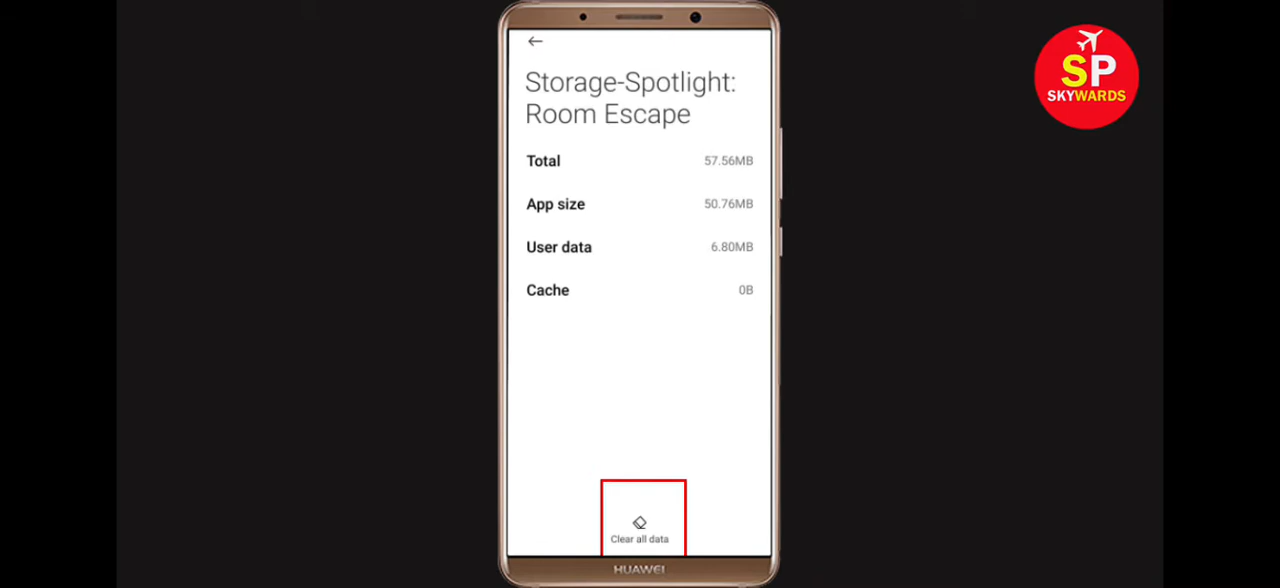 SP
SKYWARDS
Storage-Spotlight:
Room Escape
Total 57.56MB
App size 50.76MB
User data 6.80MB
Cache 0B
Clear all data
HUAWEI